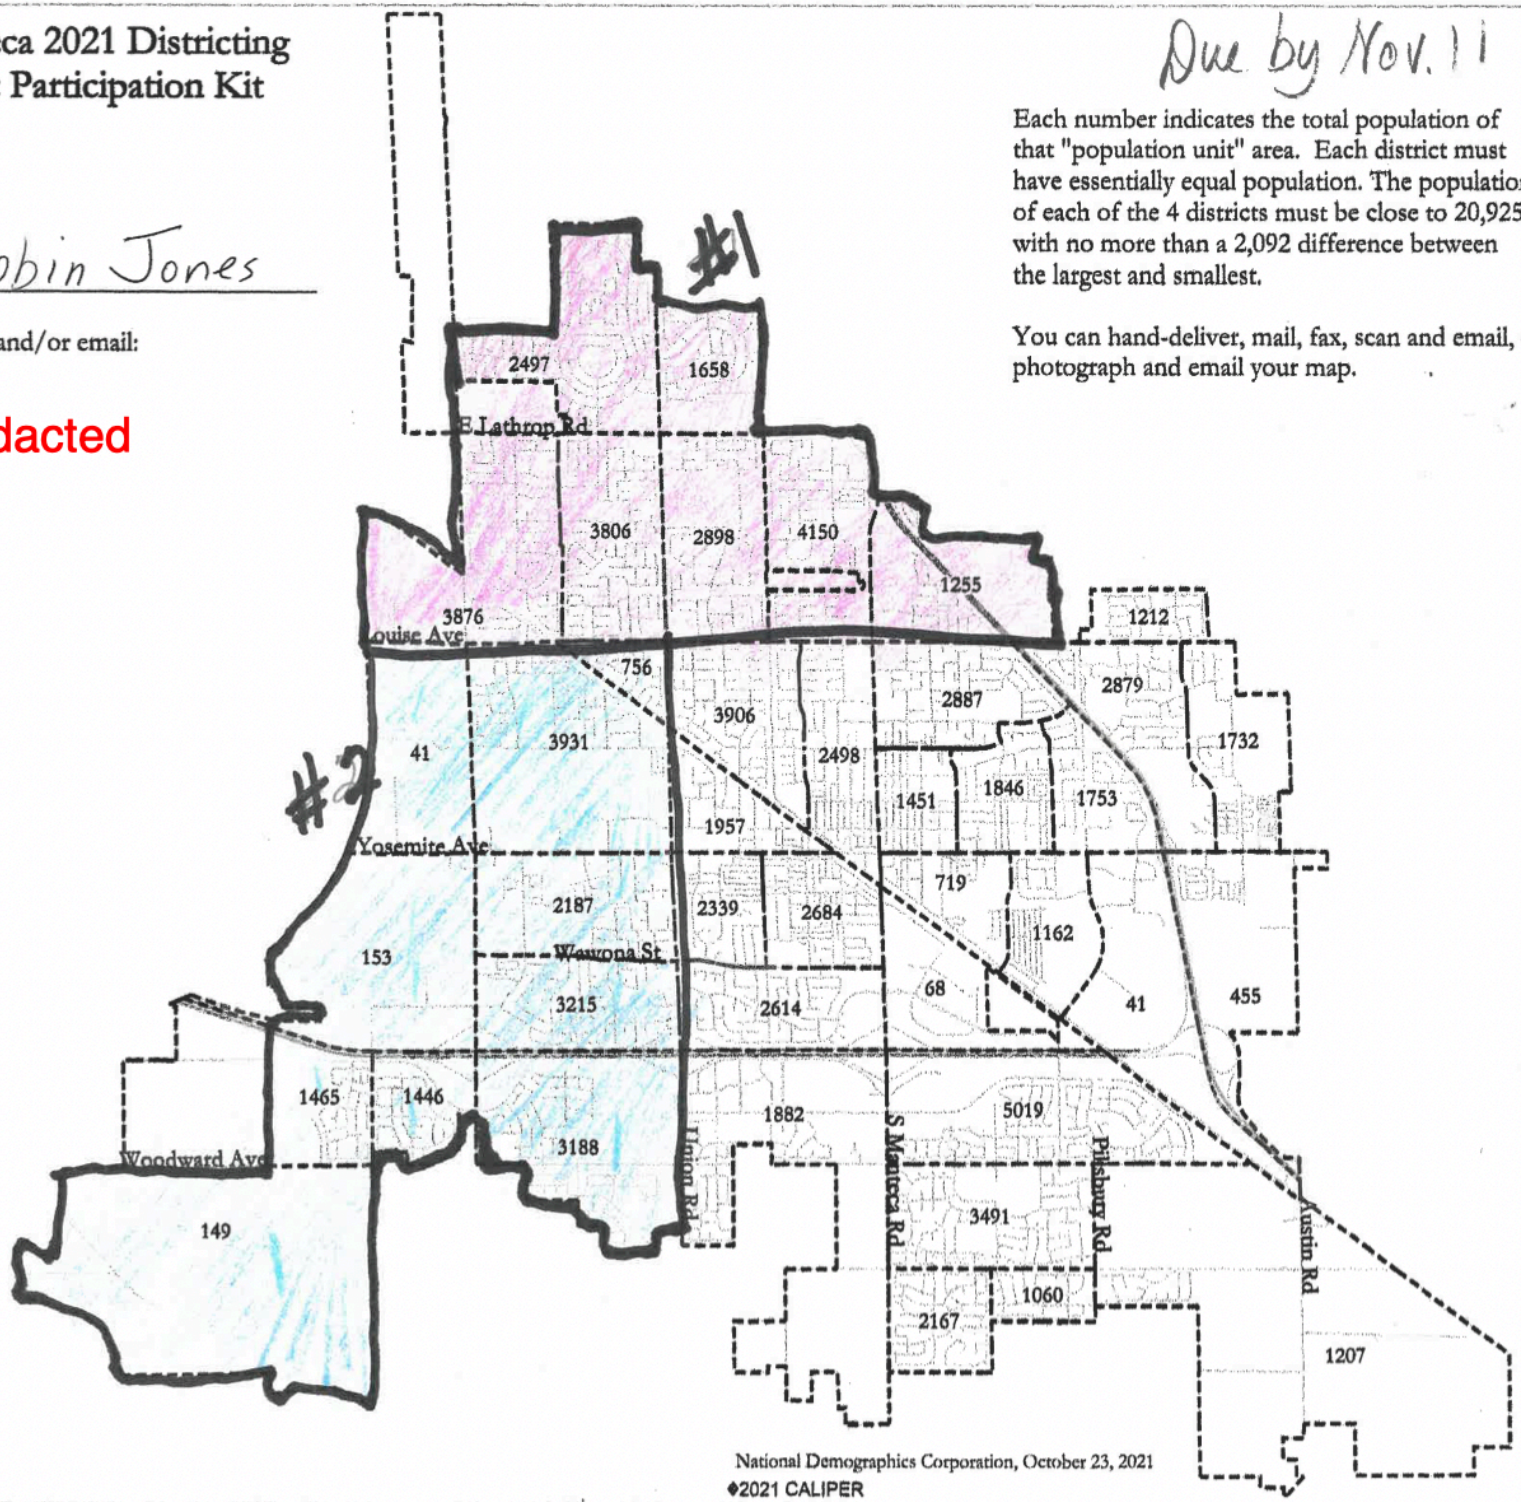 eca 2021 Districting
c Participation Kit
obin Jones
and/or email:
dacted
Due by Nov. 11
Each number indicates the total population of
that "population unit" area. Each district must
have essentially equal population. The population
of each of the 4 districts must be close to 20,925
with no more than a 2,092 difference between
the largest and smallest.
You can hand-deliver, mail, fax, scan and email,
photograph and email your map.
#1
2497
1658
E Lathrop Rd
3806
2898
4150
1255
3876
1212
Louise Ave
756
2879
2887
3906
41
3931
2498
1732
#2
1846
1451
1753
1957
Yosemite Ave
719
2187
2339
2684
1162
153
Wawona St
68
455
3215
2614
41
1465
1446
1882
5019
3188
Woodward Ave
Union Rd
S Manteca Rd
Pillsbury Rd
149
3491
Austin Rd
1060
2167
1207
National Demographics Corporation, October 23, 2021
©2021 CALIPER